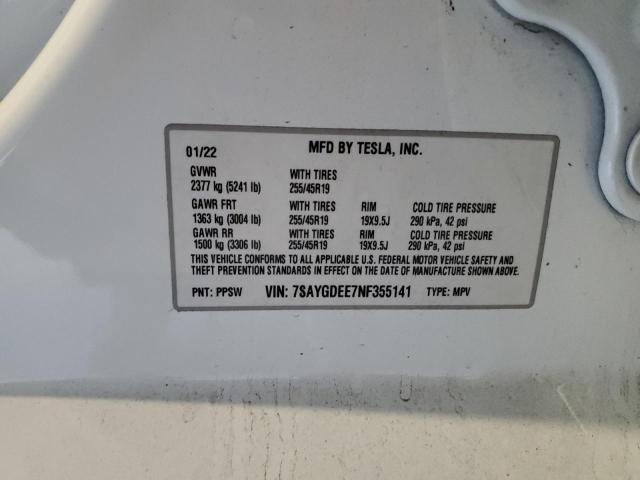 01/22 MFD BY TESLA, INC.
GVWR WITH TIRES
2377 kg (5241 lb) 255/45R19
GAWR FRT WITH TIRES RIM COLD TIRE PRESSURE
1363 kg (3004 lb) 255/45R19 19X9.5J 290 kPa, 42 psi
GAWR RR WITH TIRES RIM COLD TIRE PRESSURE
1500 kg (3306 lb) 255/45R19 19X9.5J 290 kPa, 42 psi
THIS VEHICLE CONFORMS TO ALL APPLICABLE U.S. FEDERAL MOTOR VEHICLE SAFETY AND
THEFT PREVENTION STANDARDS IN EFFECT ON THE DATE OF MANUFACTURE SHOWN ABOVE.
PNT: PPSW VIN: 7SAYGDEE7NF355141 TYPE: MPV